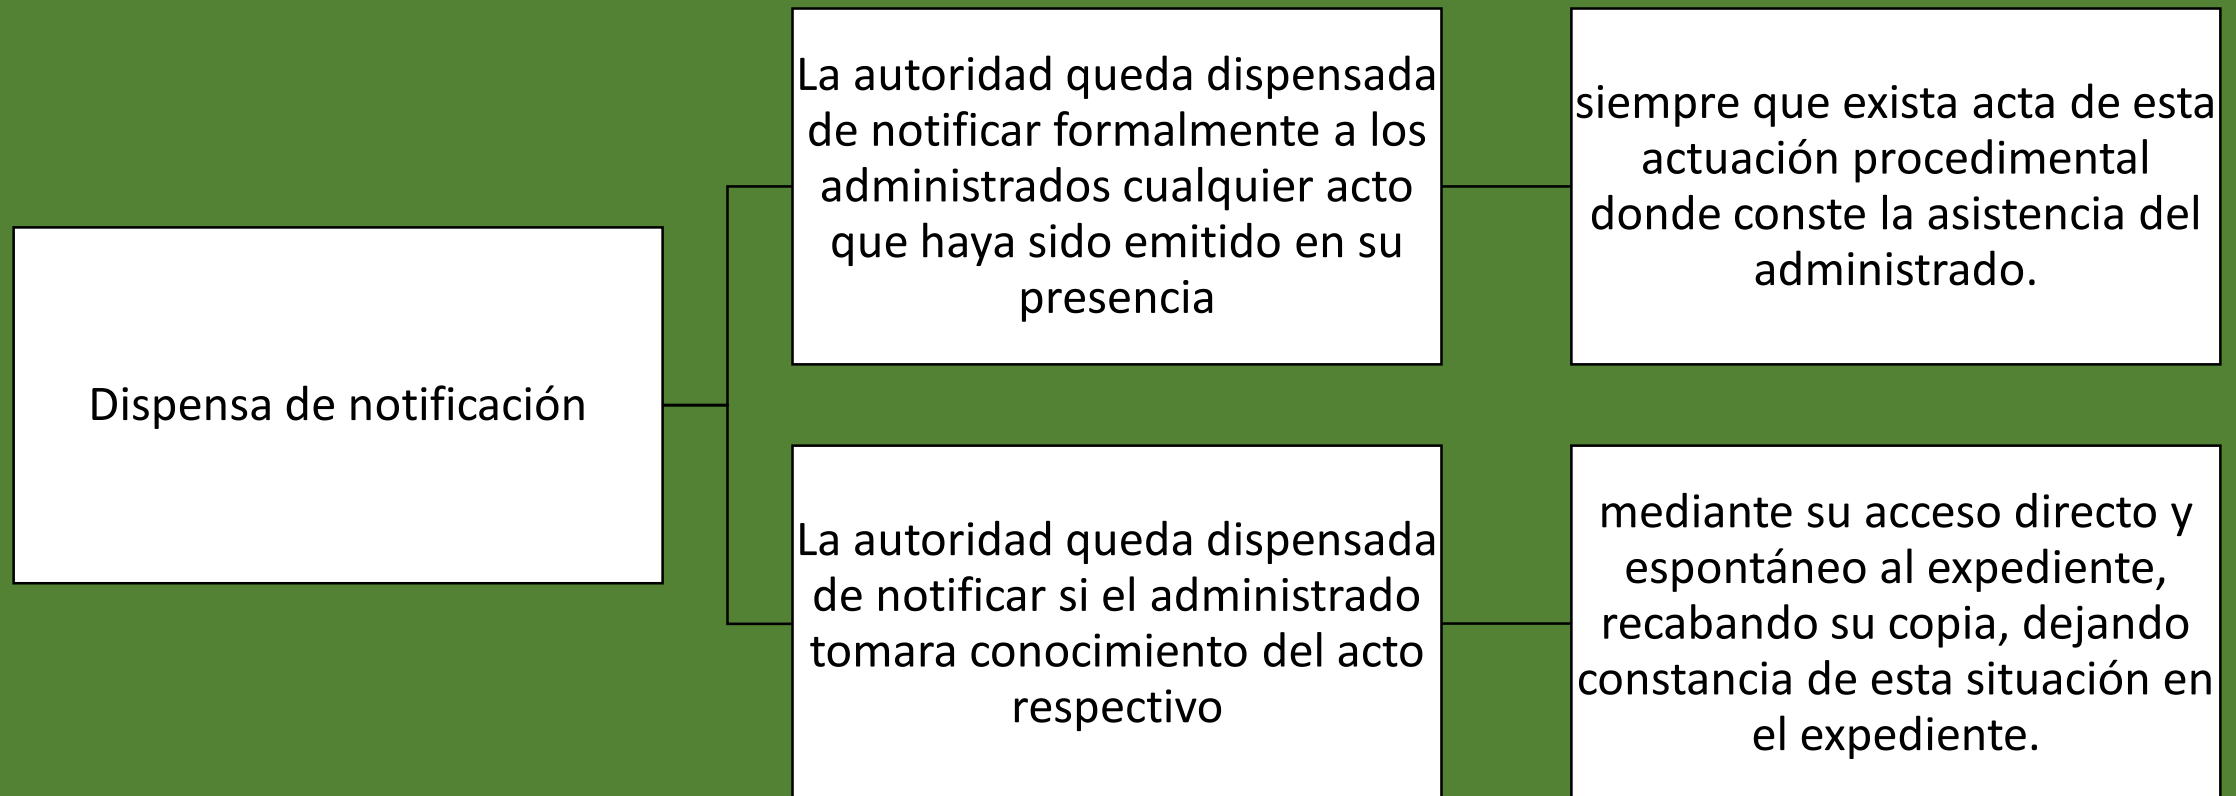 Dispensa de notificación
La autoridad queda dispensada
de notificar formalmente a los
administrados cualquier acto
que haya sido emitido en su
presencia
siempre que exista acta de esta
actuación procedimental
donde conste la asistencia del
administrado.
La autoridad queda dispensada
de notificar si el administrado
tomara conocimiento del acto
respectivo
mediante su acceso directo y
espontáneo al expediente,
recabando su copia, dejando
constancia de esta situación en
el expediente.